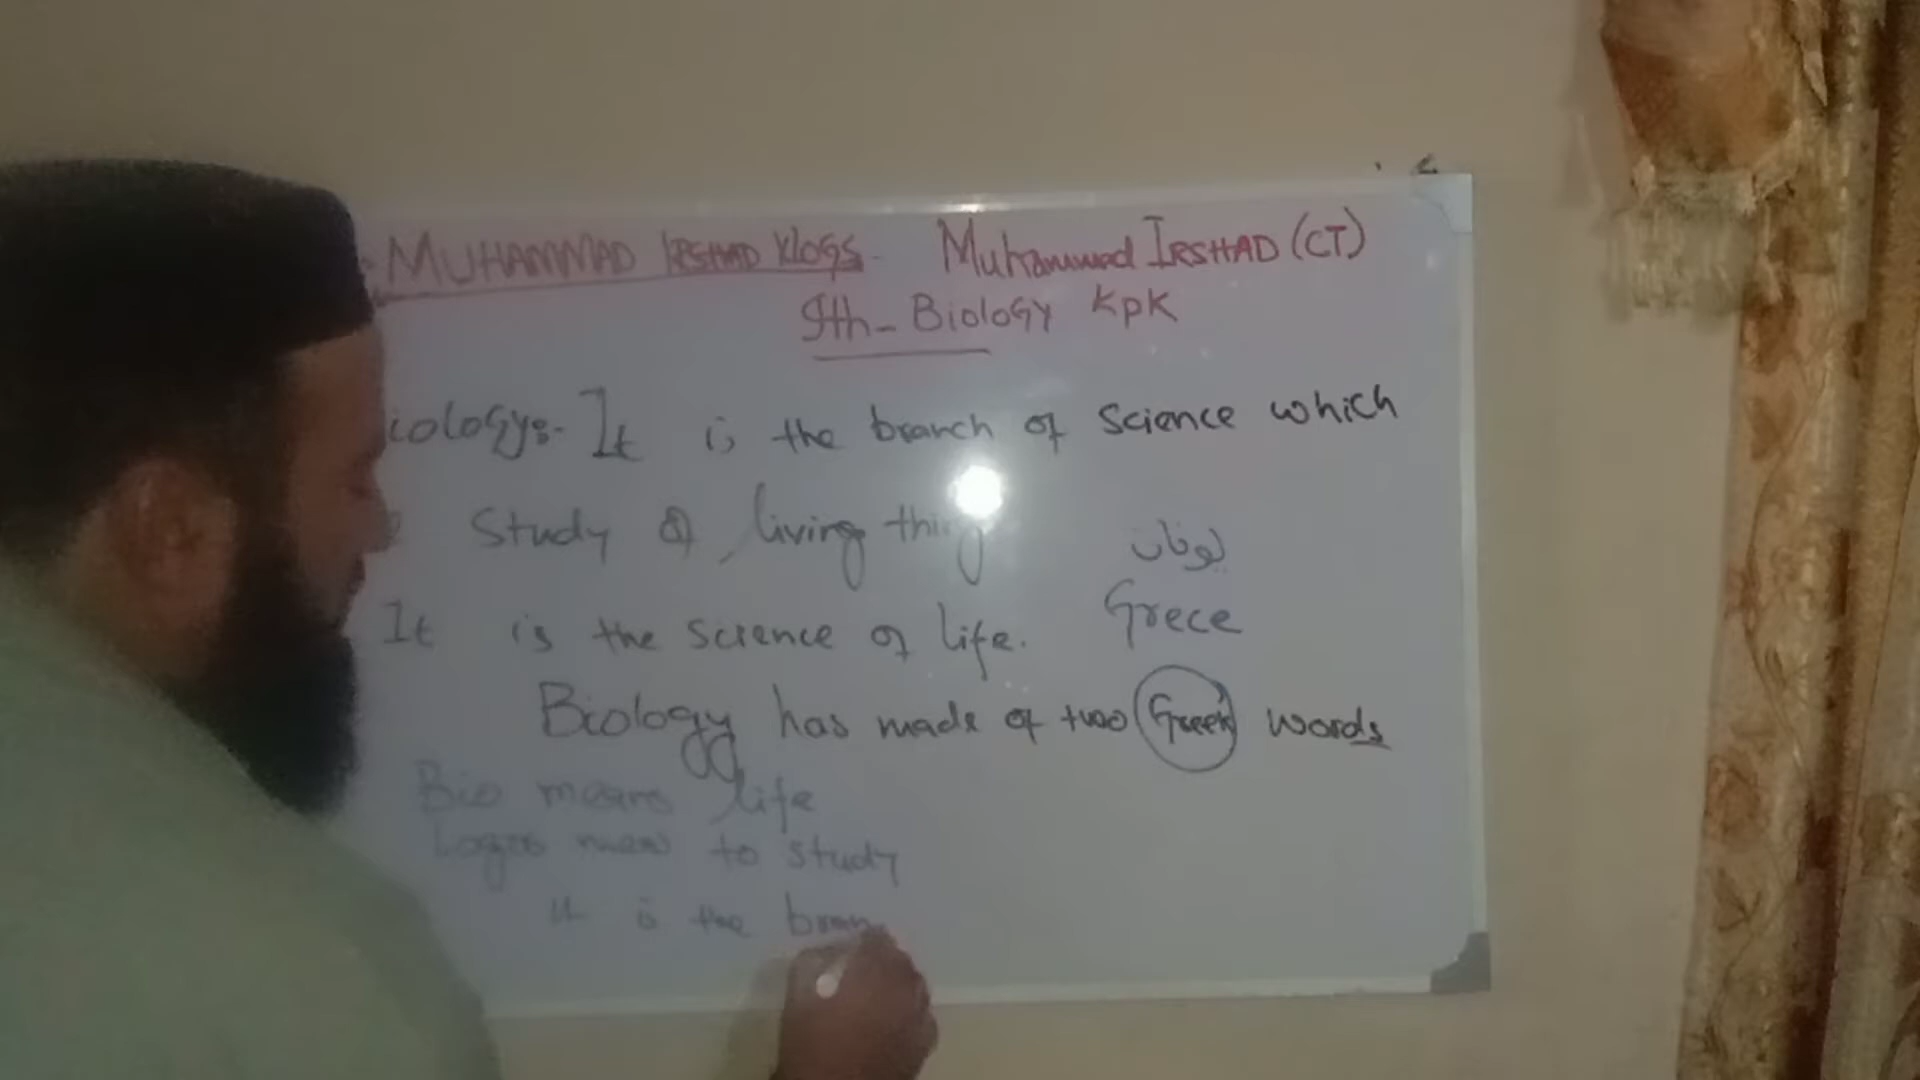 MUHAMMAD IRSHAD VLOGS. Muhammad IRSHAD (CT)
9th - Biology KPK
iology:- It is the branch of Science which
Study of living thing
یونان
Grece
It is the Science of life.
Biology has made of two Greek words
Bio means life
Logos mean to study
It is the bran